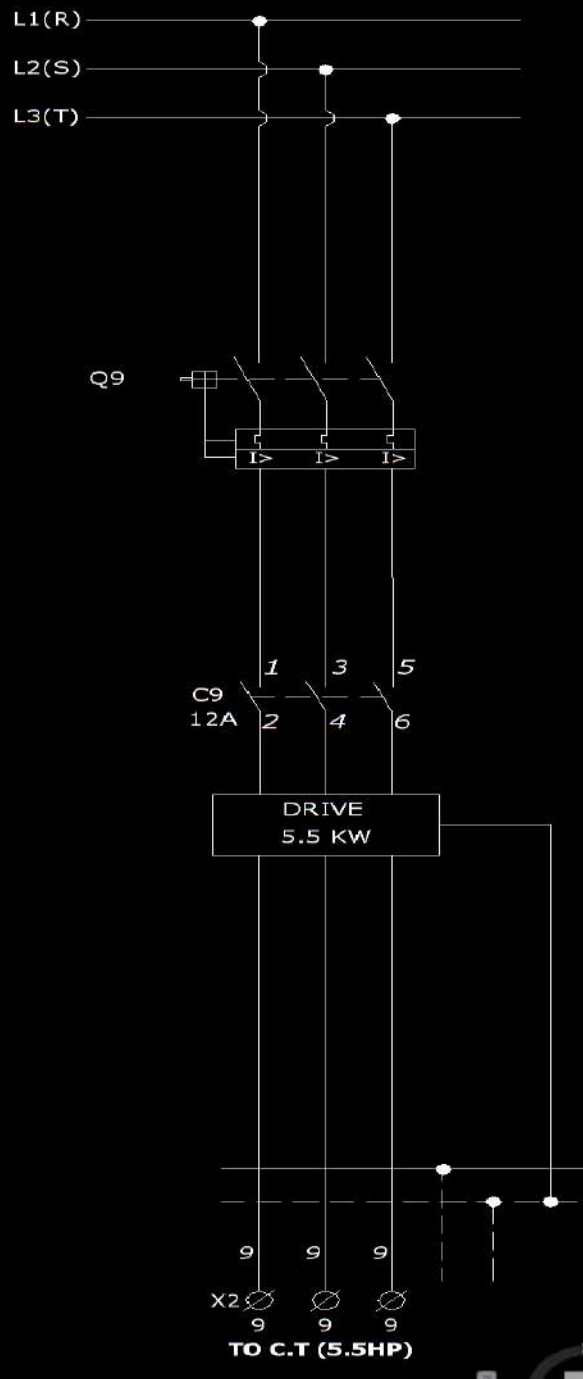 L1(R)
L2(S)
L3(T)
Q9
I> I> I>
1 3 5
C9
12A 2 4 6
DRIVE
5.5 KW
9 9 9
X2
9 9 9
TO C.T (5.5HP)